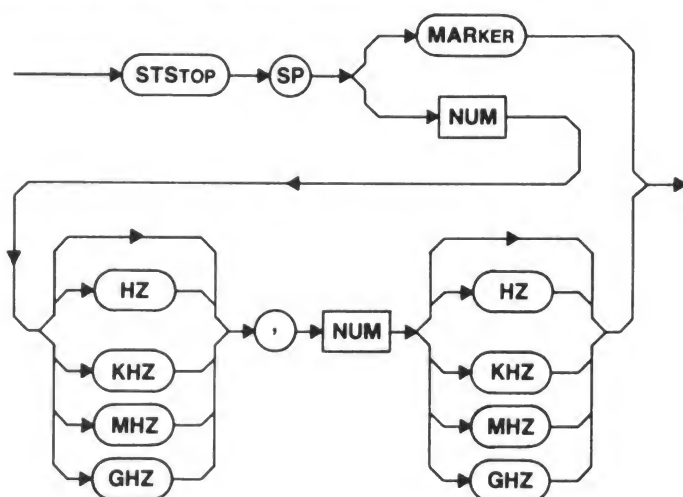 MARKER
STSTOP SP
NUM
HZ , NUM HZ
KHZ KHZ
MHZ MHZ
GHZ GHZ